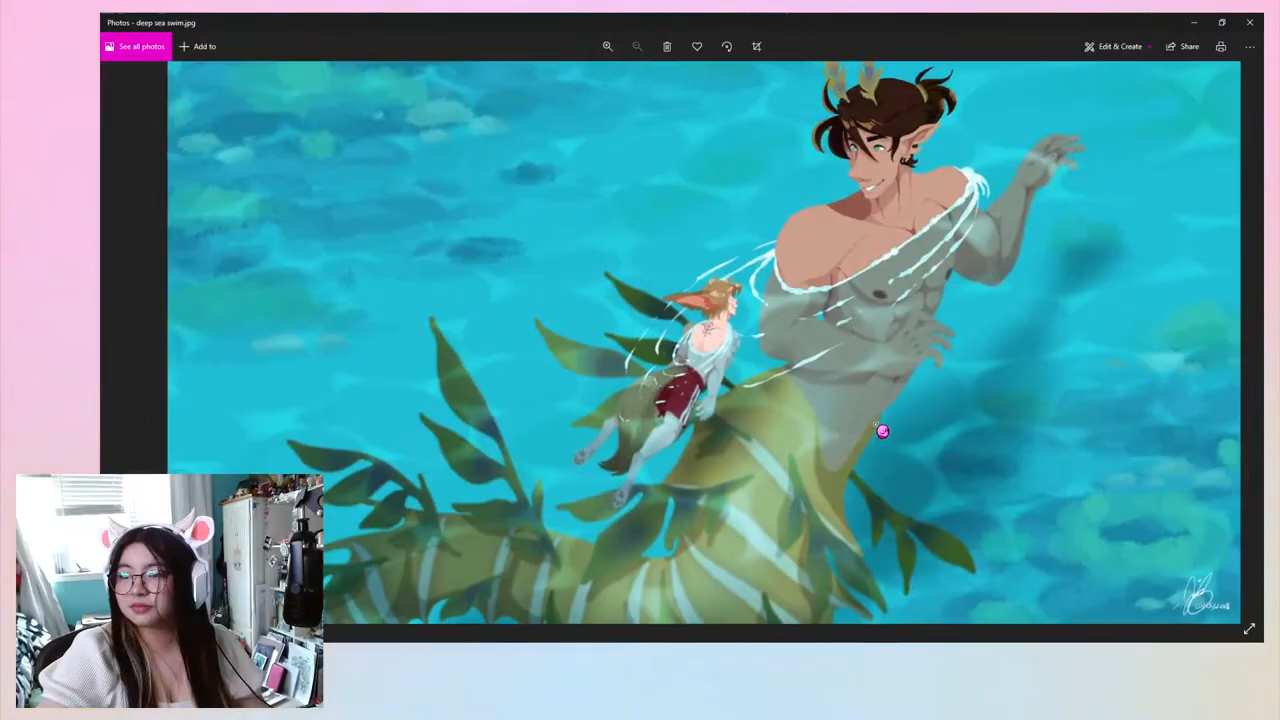 Photos - deep sea swim.jpg
See all photos
Add to
Edit & Create
Share